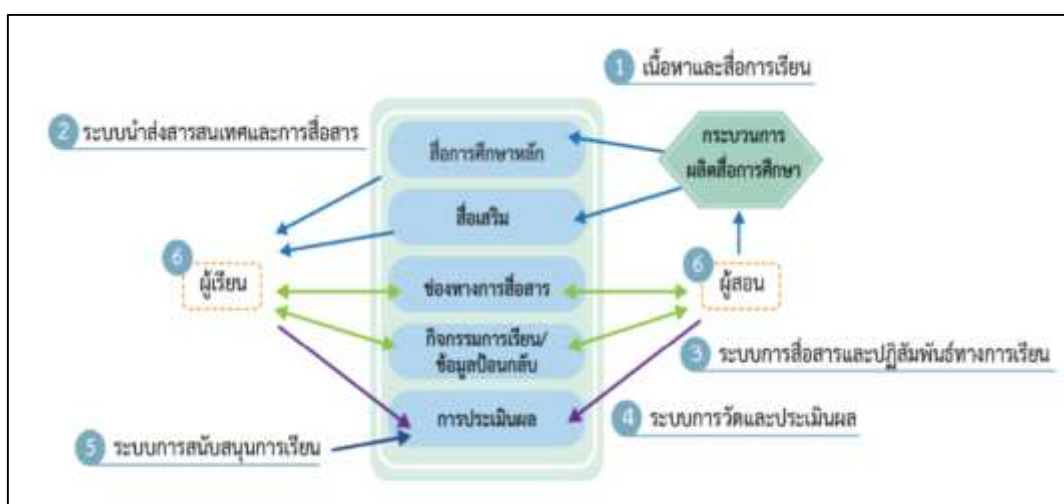 1 เนื้อหาและสื่อการเรียน
2 ระบบนำส่งสารสนเทศและการสื่อสาร
สื่อการศึกษาหลัก
กระบวนการ
ผลิตสื่อการศึกษา
สื่อเสริม
6
ผู้เรียน
ช่องทางการสื่อสาร
6
ผู้สอน
กิจกรรมการเรียน/
ข้อมูลป้อนกลับ
3 ระบบการสื่อสารและปฏิสัมพันธ์ทางการเรียน
การประเมินผล
4 ระบบการวัดและประเมินผล
5 ระบบการสนับสนุนการเรียน